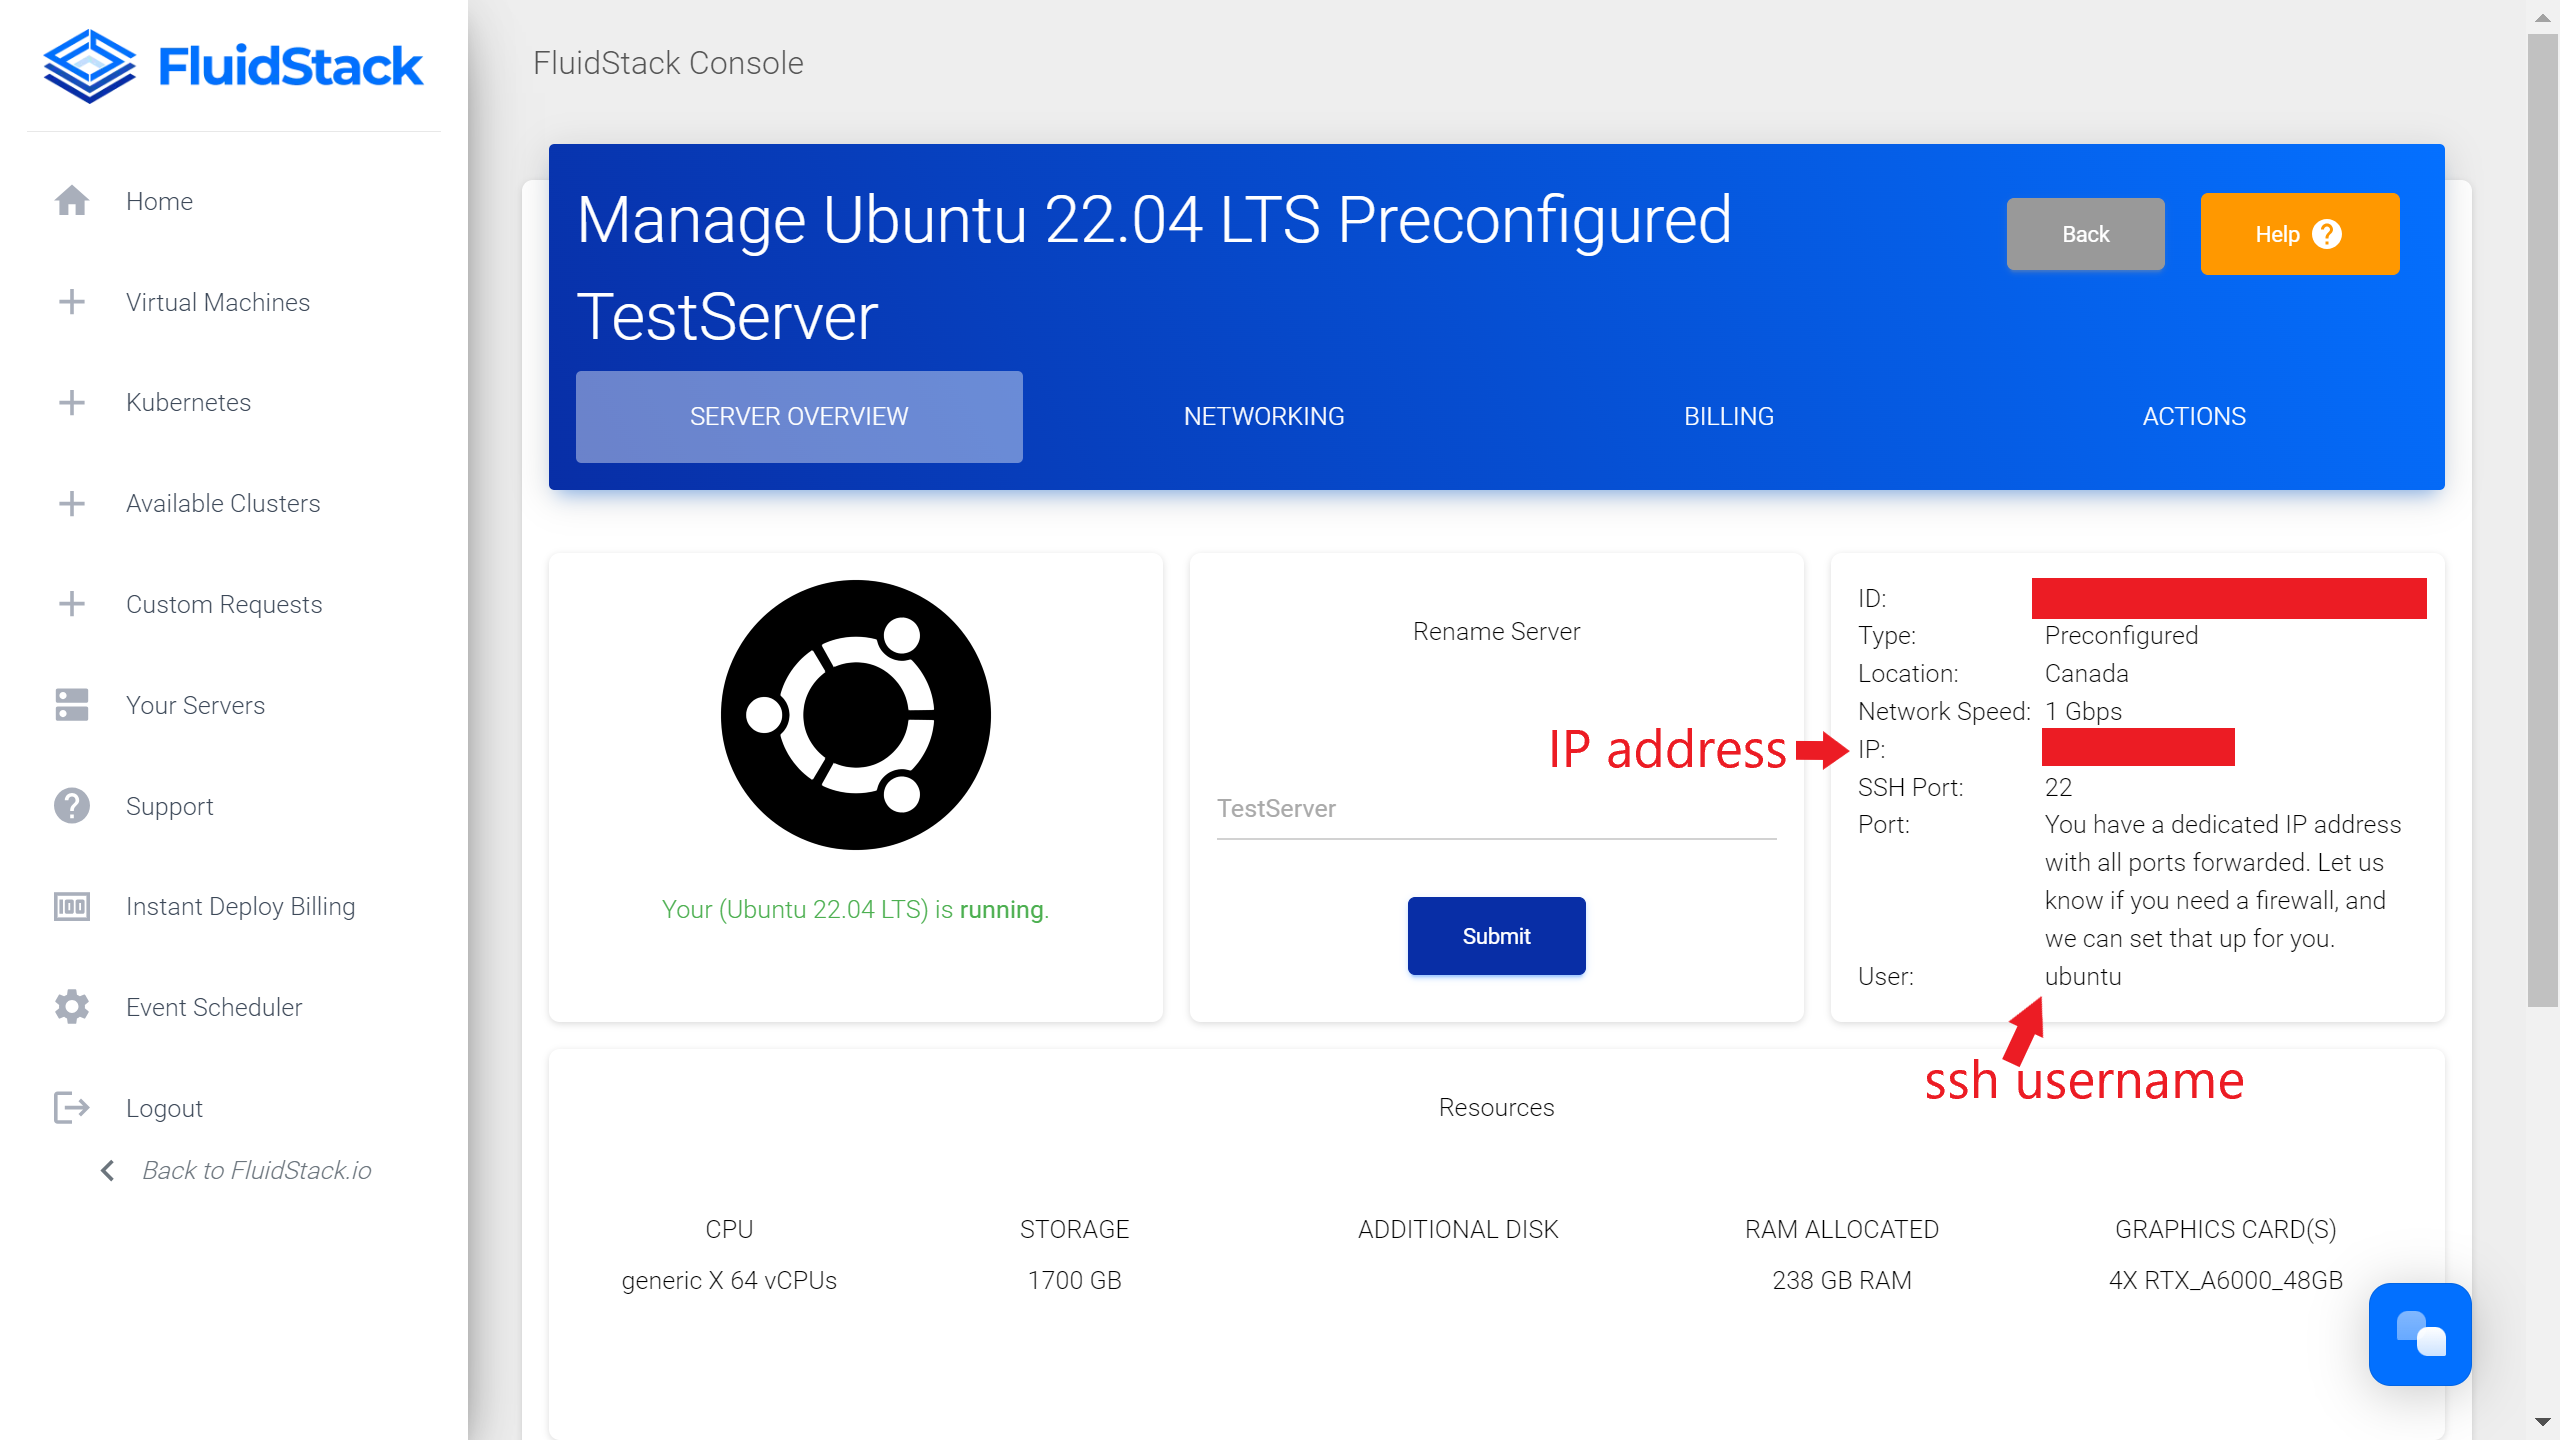 FluidStack
Home
Virtual Machines
Kubernetes
Available Clusters
Custom Requests
Your Servers
Support
Instant Deploy Billing
Event Scheduler
Logout
Back to FluidStack.io
FluidStack Console
Manage Ubuntu 22.04 LTS Preconfigured
TestServer
Back
Help ?
SERVER OVERVIEW
NETWORKING
BILLING
ACTIONS
Your (Ubuntu 22.04 LTS) is running.
Rename Server
TestServer
Submit
IP address
ID:
Type: Preconfigured
Location: Canada
Network Speed: 1 Gbps
IP:
SSH Port: 22
Port: You have a dedicated IP address
with all ports forwarded. Let us
know if you need a firewall, and
we can set that up for you.
User: ubuntu
ssh username
Resources
CPU
generic X 64 vCPUs
STORAGE
1700 GB
ADDITIONAL DISK
RAM ALLOCATED
238 GB RAM
GRAPHICS CARD(S)
4X RTX_A6000_48GB